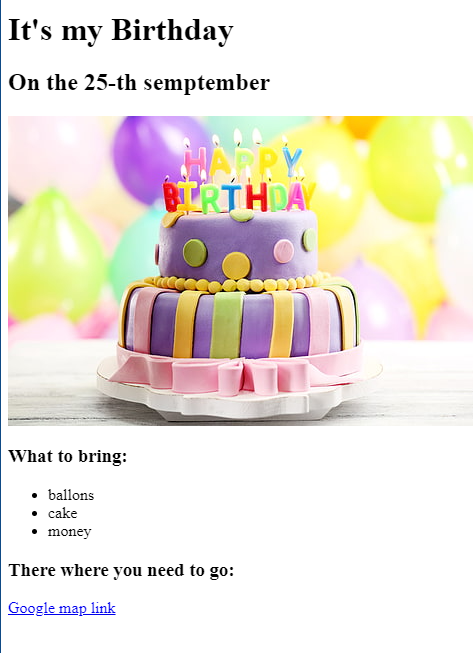 It's my Birthday
On the 25-th semptember
HAPPY
BIRTHDAY
What to bring:
ballons
cake
money
There where you need to go:
Google map link